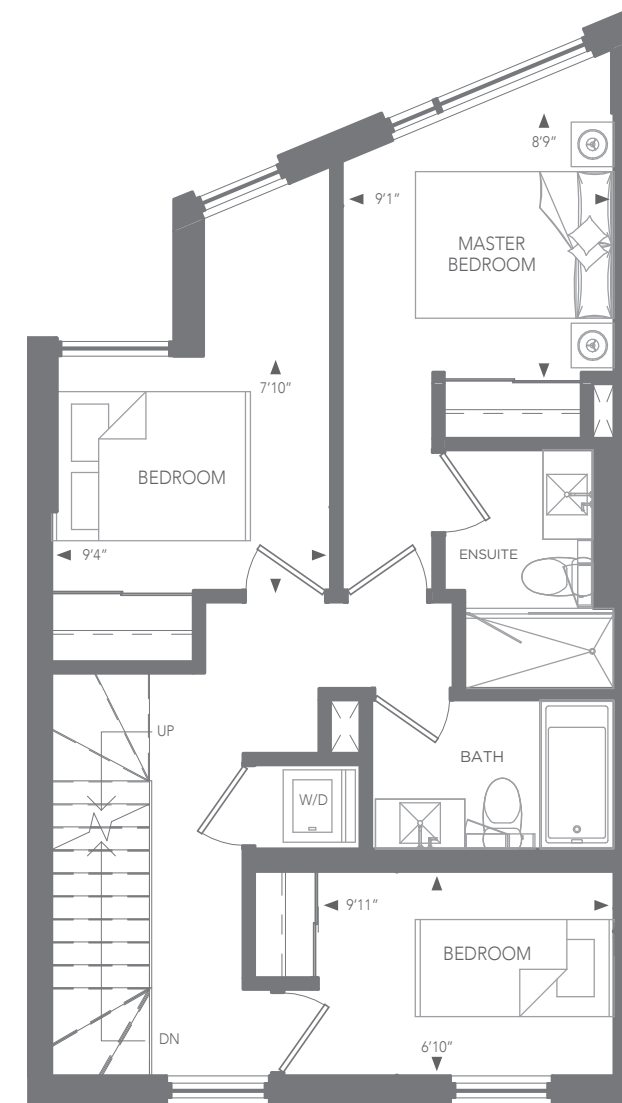 8'9"
9'1"
MASTER
BEDROOM
7'10"
BEDROOM
9'4"
ENSUITE
UP
BATH
W/D
9'11"
BEDROOM
DN
6'10"